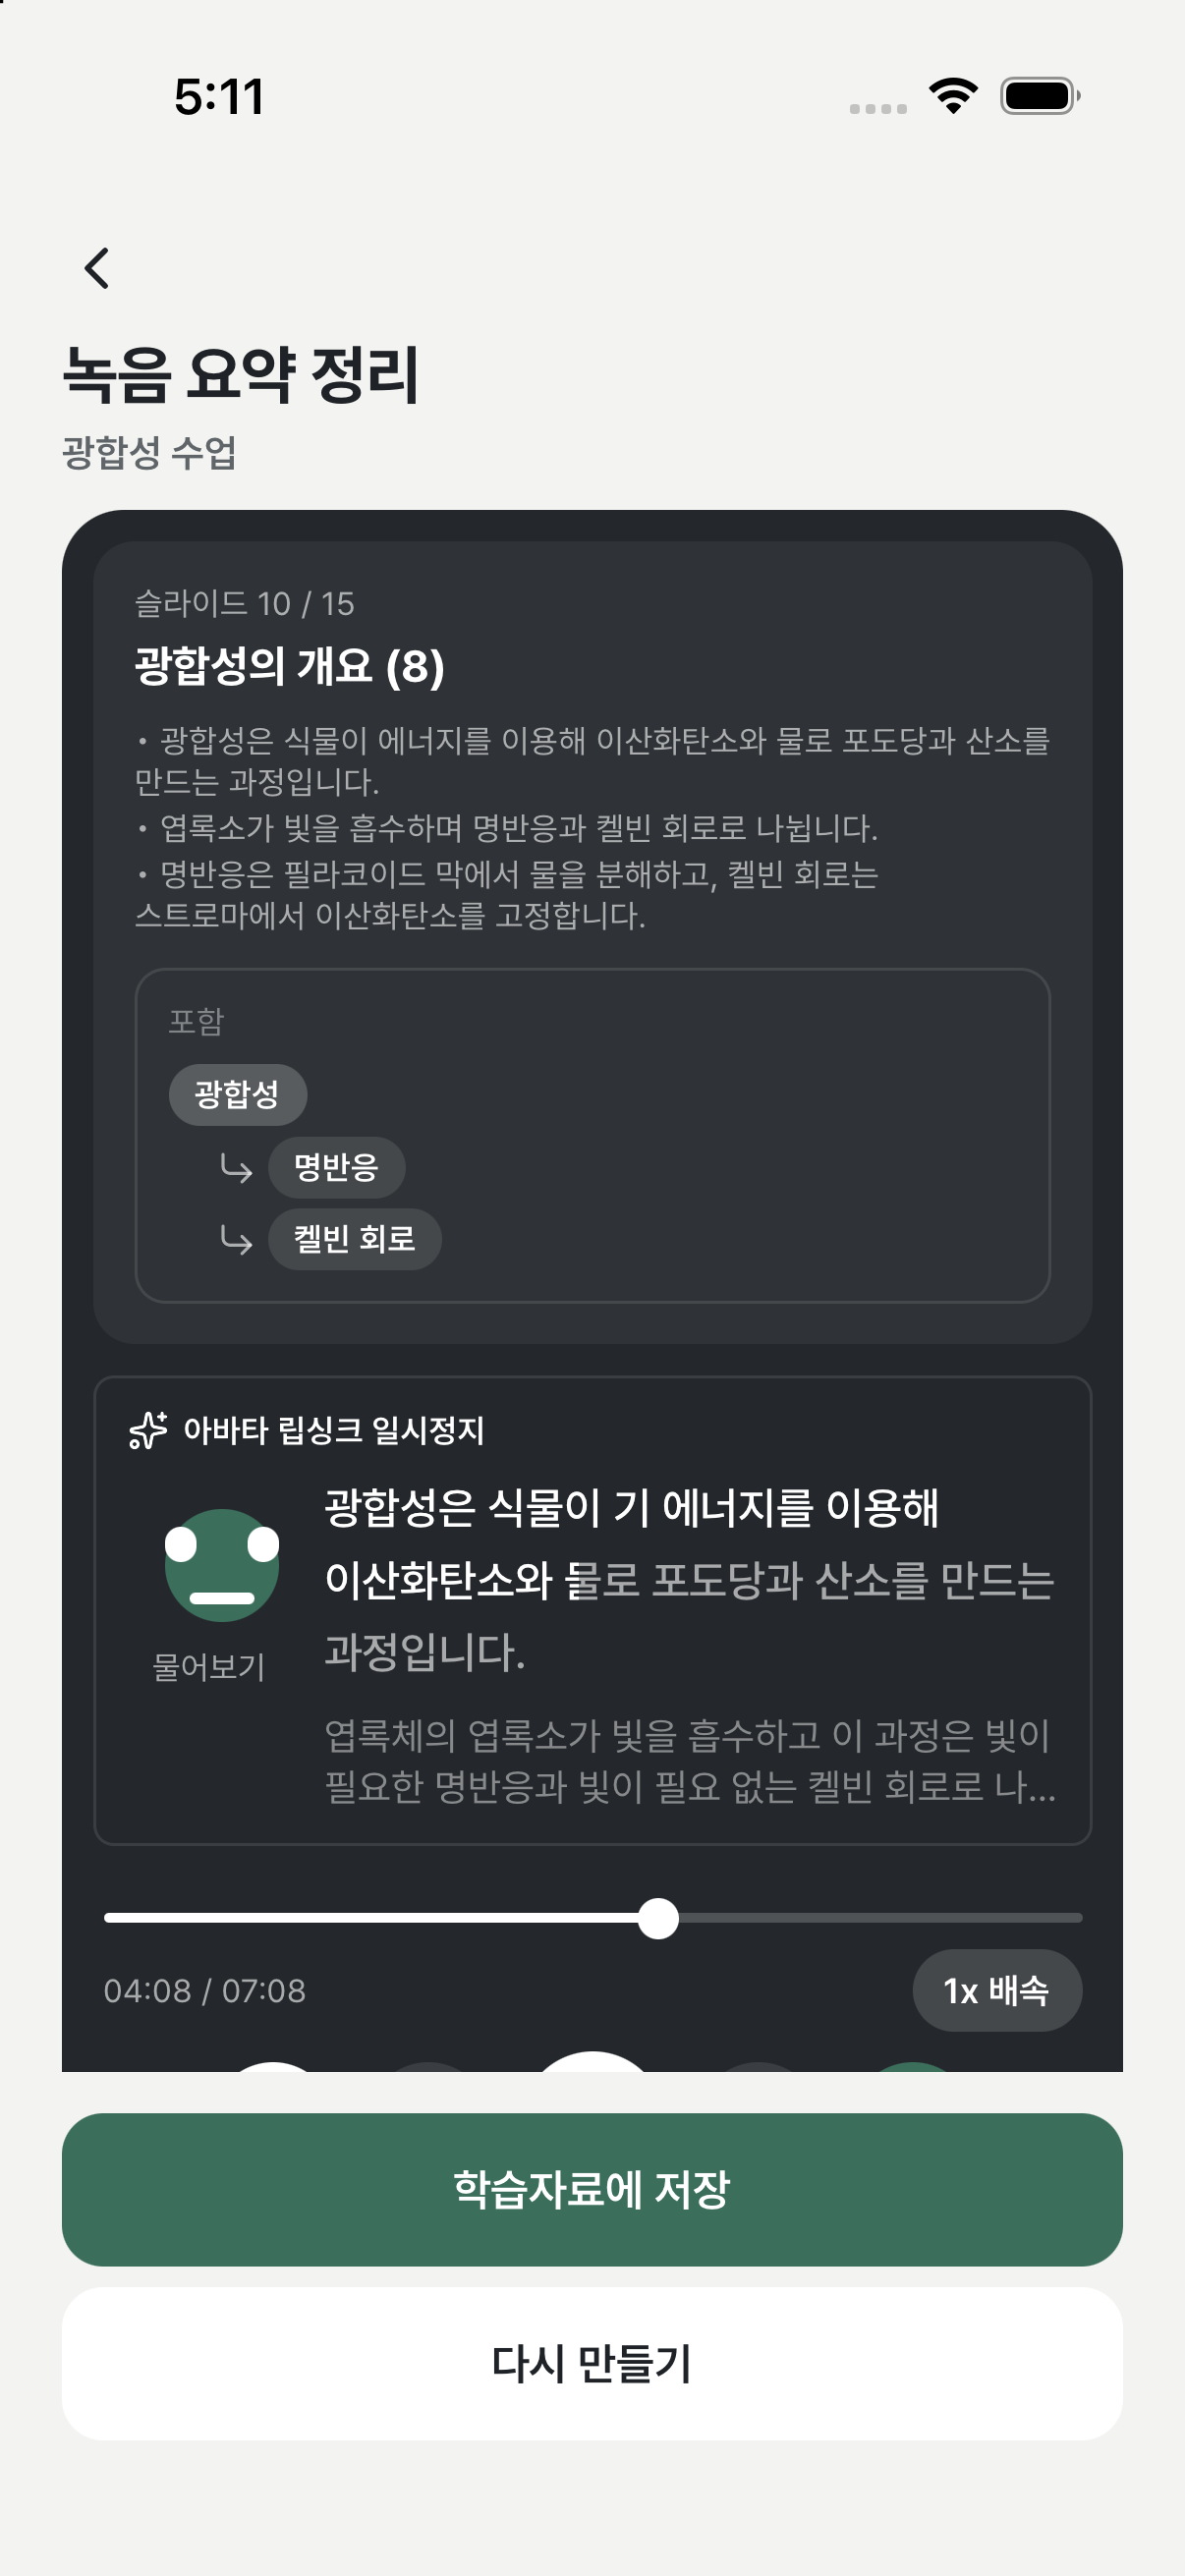 5:11
녹음 요약 정리
광합성 수업
슬라이드 10 / 15
광합성의 개요 (8)
• 광합성은 식물이 에너지를 이용해 이산화탄소와 물로 포도당과 산소를
만드는 과정입니다.
• 엽록소가 빛을 흡수하며 명반응과 켈빈 회로로 나뉩니다.
• 명반응은 필라코이드 막에서 물을 분해하고, 켈빈 회로는
스트로마에서 이산화탄소를 고정합니다.
포함
광합성
명반응
켈빈 회로
아바타 립싱크 일시정지
광합성은 식물이 기 에너지를 이용해
이산화탄소와 물로 포도당과 산소를 만드는
과정입니다.
물어보기
엽록체의 엽록소가 빛을 흡수하고 이 과정은 빛이
필요한 명반응과 빛이 필요 없는 켈빈 회로로 나...
04:08 / 07:08
1x 배속
학습자료에 저장
다시 만들기